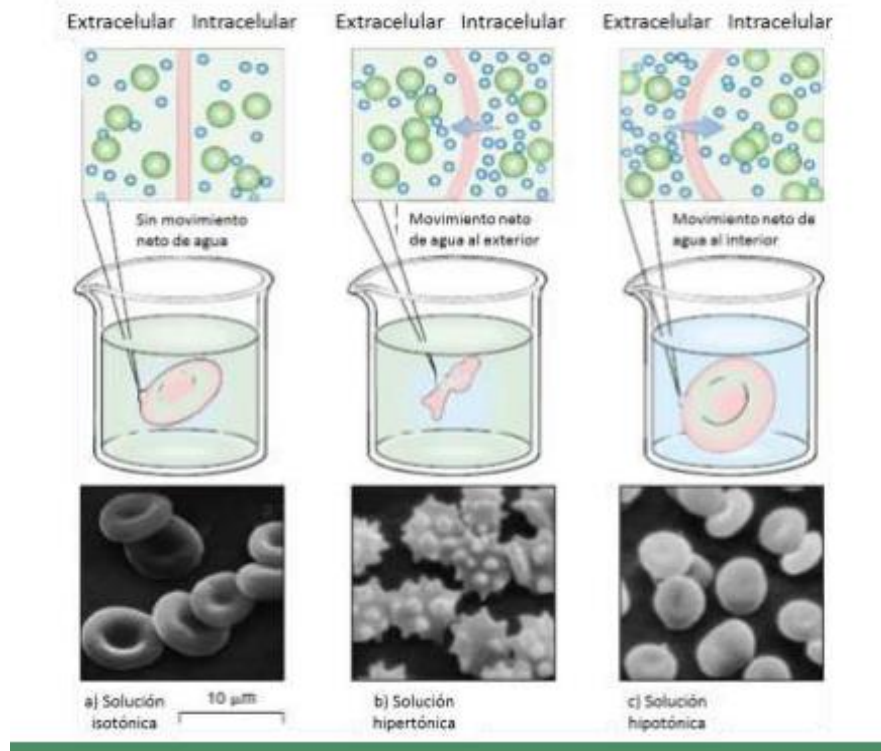 Extracelular Intracelular
Extracelular Intracelular
Extracelular Intracelular
Sin movimiento
neto de agua
Movimiento neto
de agua al exterior
Movimiento neto de
agua al interior
a) Solución
isotónica
10 μm
b) Solución
hipertónica
c) Solución
hipotónica